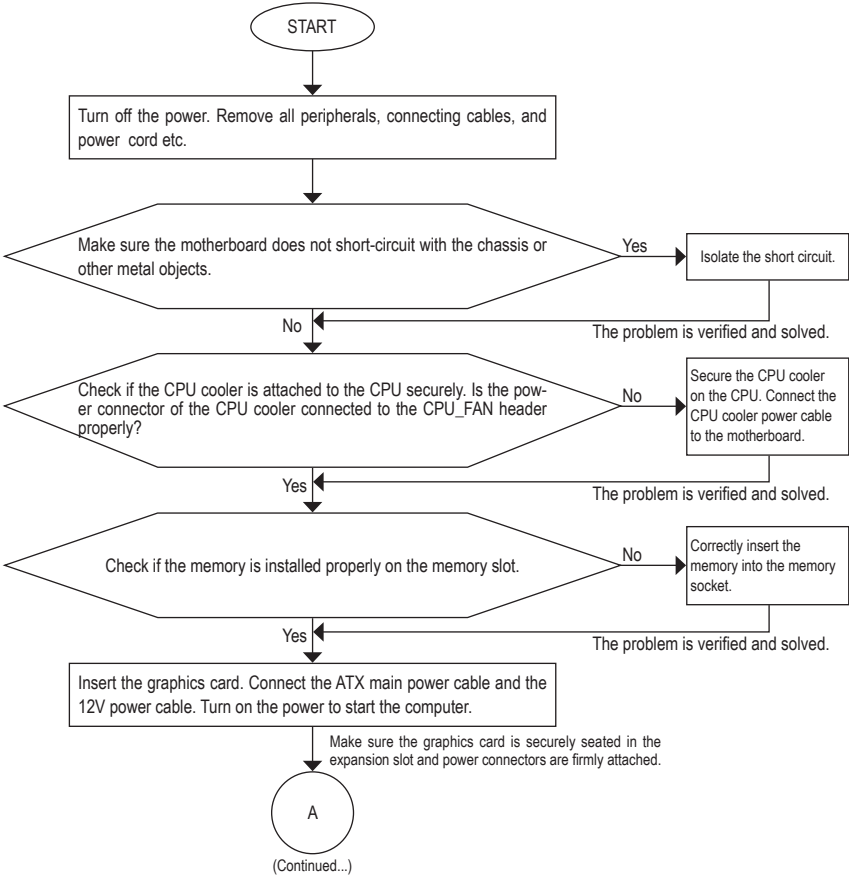 START
Turn off the power. Remove all peripherals, connecting cables, and
power cord etc.
Make sure the motherboard does not short-circuit with the chassis or
other metal objects.
Yes
Isolate the short circuit.
No
The problem is verified and solved.
Check if the CPU cooler is attached to the CPU securely. Is the pow-
er connector of the CPU cooler connected to the CPU_FAN header
properly?
No
Secure the CPU cooler
on the CPU. Connect the
CPU cooler power cable
to the motherboard.
Yes
The problem is verified and solved.
Check if the memory is installed properly on the memory slot.
No
Correctly insert the
memory into the memory
socket.
Yes
The problem is verified and solved.
Insert the graphics card. Connect the ATX main power cable and the
12V power cable. Turn on the power to start the computer.
Make sure the graphics card is securely seated in the
expansion slot and power connectors are firmly attached.
A
(Continued...)